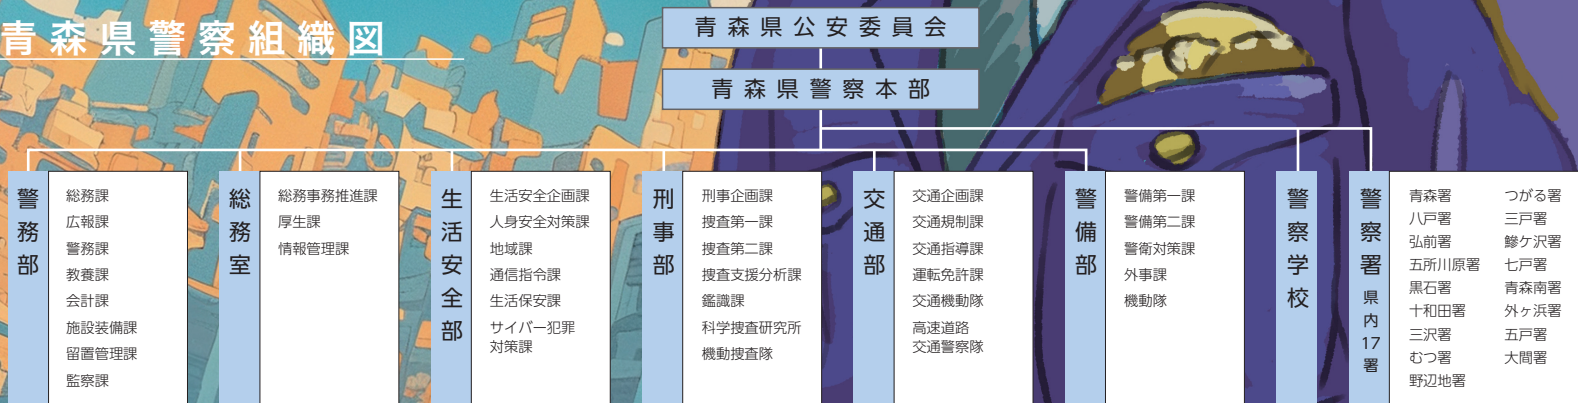 青森県警察組織図
青森県公安委員会
青森県警察本部
警務部
総務課
広報課
警務課
教養課
会計課
施設装備課
留置管理課
監察課
総務室
総務事務推進課
厚生課
情報管理課
生活安全部
生活安全企画課
人身安全対策課
地域課
通信指令課
生活保安課
サイバー犯罪
対策課
刑事部
刑事企画課
捜査第一課
捜査第二課
捜査支援分析課
鑑識課
科学捜査研究所
機動捜査隊
交通部
交通企画課
交通規制課
交通指導課
運転免許課
交通機動隊
高速道路
交通警察隊
警備部
警備第一課
警備第二課
警衛対策課
外事課
機動隊
警察学校
警察署 県内17署
青森署
八戸署
弘前署
五所川原署
黒石署
十和田署
三沢署
むつ署
野辺地署
つがる署
三戸署
鰺ケ沢署
七戸署
青森南署
外ヶ浜署
五戸署
大間署